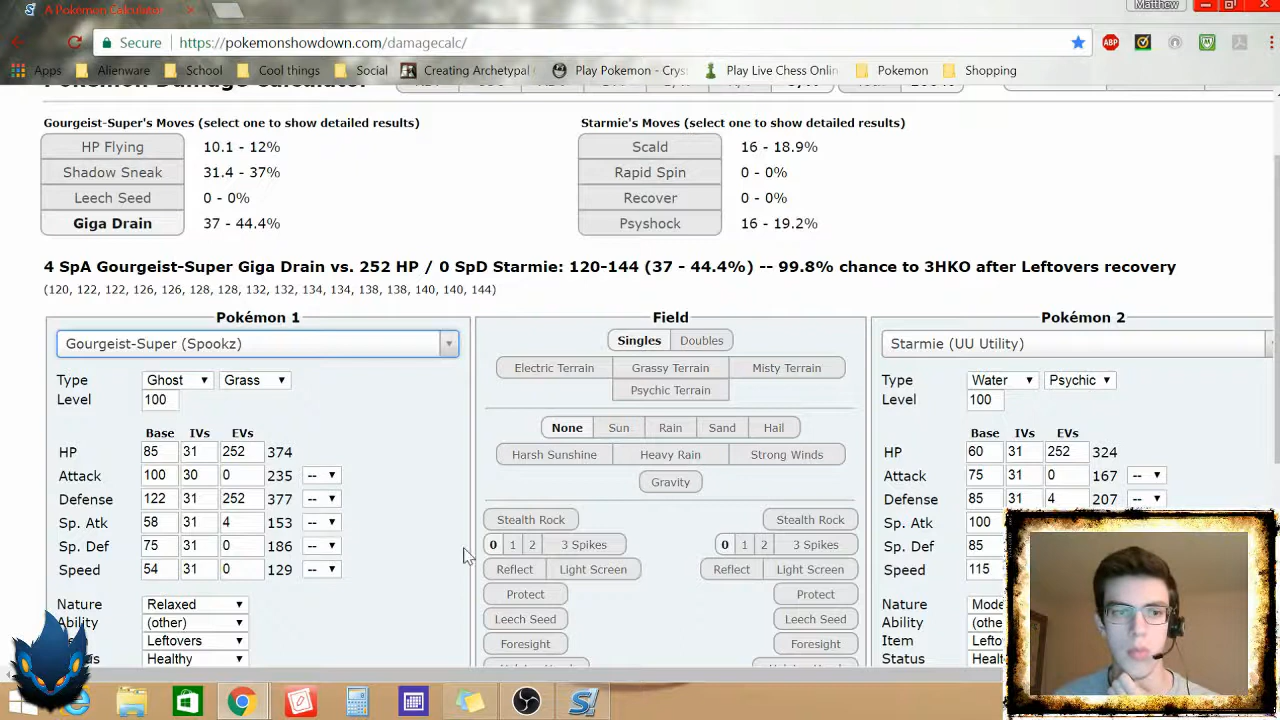 A Pokémon Calculator
Matthew
Secure https://pokemonshowdown.com/damagecalc/
ABP
Apps Alienware School Cool things Social Creating Archetypal Play Pokemon - Crys Play Live Chess Onlin Pokemon Shopping
Pokémon Damage Calculator
Gourgeist-Super's Moves (select one to show detailed results)
Starmie's Moves (select one to show detailed results)
HP Flying 10.1 - 12%
Scald 16 - 18.9%
Shadow Sneak 31.4 - 37%
Rapid Spin 0 - 0%
Leech Seed 0 - 0%
Recover 0 - 0%
Giga Drain 37 - 44.4%
Psyshock 16 - 19.2%
4 SpA Gourgeist-Super Giga Drain vs. 252 HP / 0 SpD Starmie: 120-144 (37 - 44.4%) -- 99.8% chance to 3HKO after Leftovers recovery
(120, 122, 122, 126, 126, 128, 128, 132, 132, 134, 134, 138, 138, 140, 140, 144)
Pokémon 1
Gourgeist-Super (Spookz)
Type Ghost Grass
Level 100
Base IVs EVs
HP 85 31 252 374
Attack 100 30 0 235 --
Defense 122 31 252 377 --
Sp. Atk 58 31 4 153 --
Sp. Def 75 31 0 186 --
Speed 54 31 0 129 --
Nature Relaxed
Ability (other)
Leftovers
Healthy
Field
Singles Doubles
Electric Terrain Grassy Terrain Misty Terrain
Psychic Terrain
None Sun Rain Sand Hail
Harsh Sunshine Heavy Rain Strong Winds
Gravity
Stealth Rock Stealth Rock
0 1 2 3 Spikes 0 1 2 3 Spikes
Reflect Light Screen Reflect Light Screen
Protect Protect
Leech Seed Leech Seed
Foresight Foresight
Pokémon 2
Starmie (UU Utility)
Type Water Psychic
Level 100
Base IVs EVs
HP 60 31 252 324
Attack 75 31 0 167 --
Defense 85 31 4 207 --
Sp. Atk 100
Sp. Def 85
Speed 115
Nature Mode
Ability (othe
Item Lefto
Status Healt